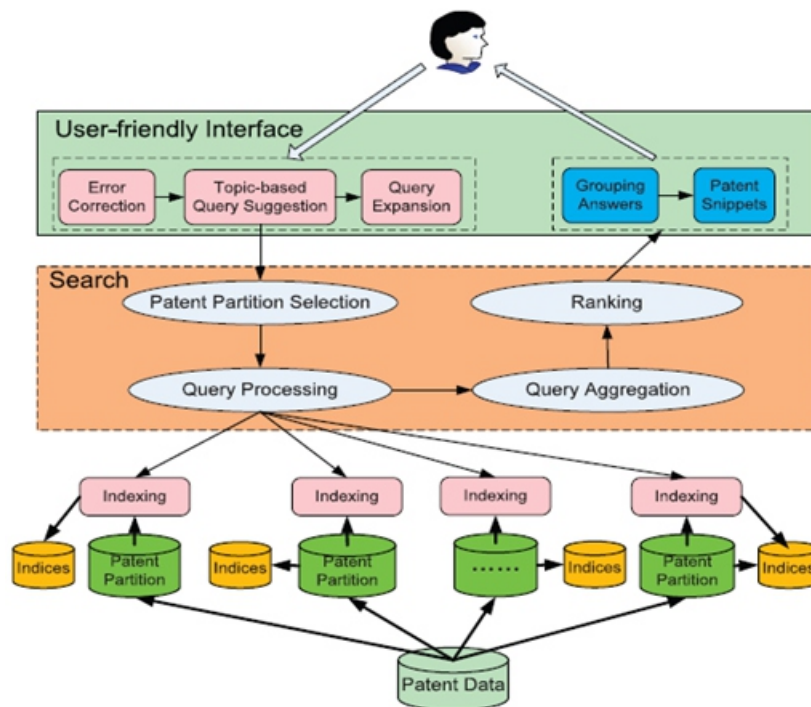 User-friendly Interface
Error
Correction
Topic-based
Query Suggestion
Query
Expansion
Grouping
Answers
Patent
Snippets
Search
Patent Partition Selection
Ranking
Query Processing
Query Aggregation
Indexing
Indexing
Indexing
Indexing
Indices
Patent
Partition
Indices
Patent
Partition
......
Indices
Patent
Partition
Indices
Patent Data